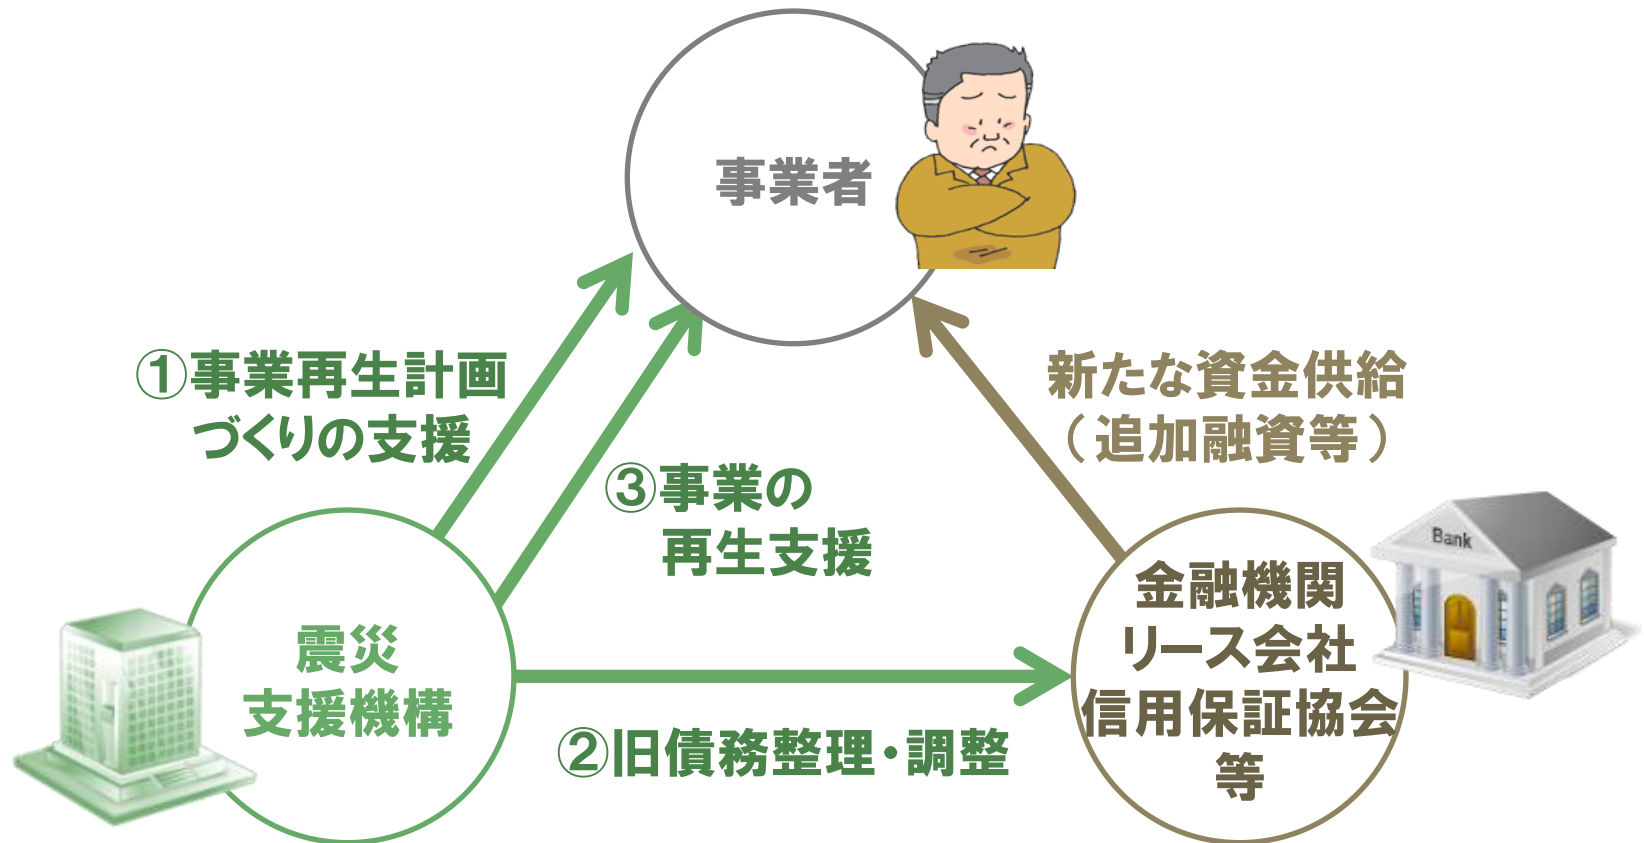 事業者
①事業再生計画
づくりの支援
新たな資金供給
（追加融資等）
③事業の
再生支援
Bank
金融機関
リース会社
信用保証協会
等
震災
支援機構
②旧債務整理・調整